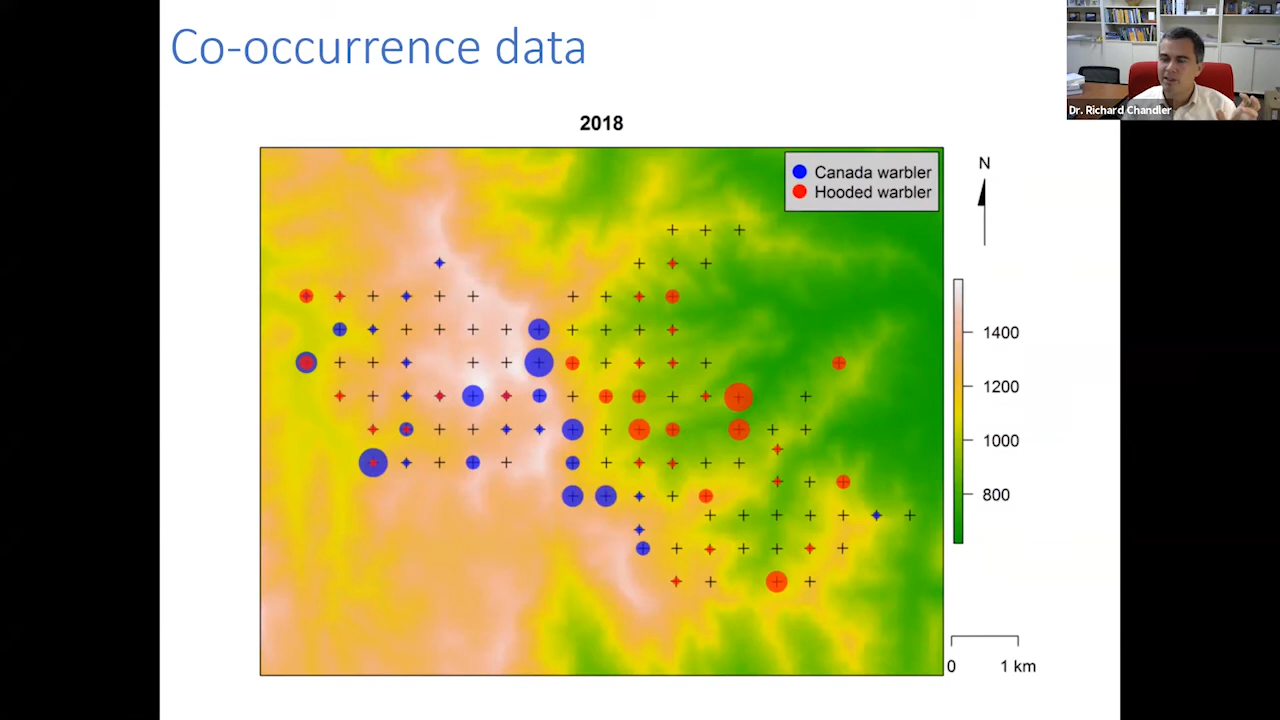 Co-occurrence data
Dr. Richard Chandler
2018
Canada warbler
Hooded warbler
N
1400
1200
1000
800
0 1 km